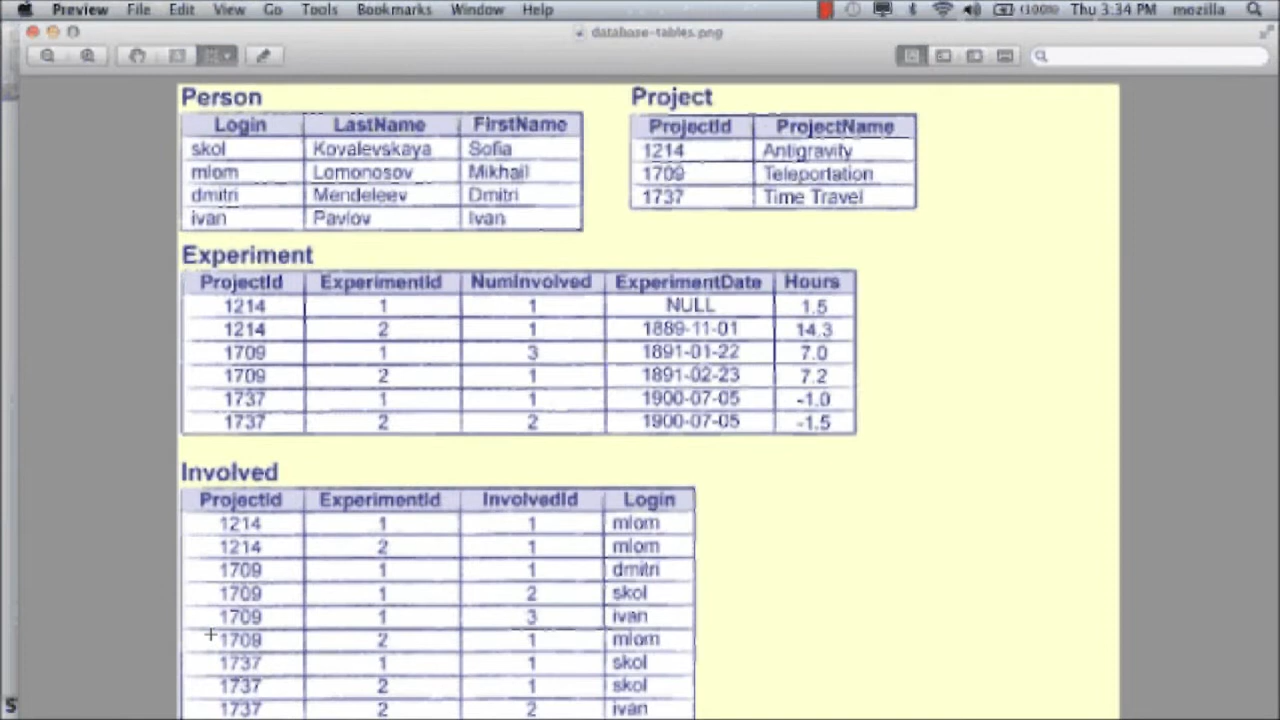 Preview File Edit View Go Tools Bookmarks Window Help (100%) Thu 3:34 PM mozilla
database-tables.png
Person
Login LastName FirstName
skol Kovalevskaya Sofia
mlom Lomonosov Mikhail
dmitri Mendeleev Dmitri
ivan Pavlov Ivan
Project
ProjectId ProjectName
1214 Antigravity
1709 Teleportation
1737 Time Travel
Experiment
ProjectId ExperimentId NumInvolved ExperimentDate Hours
1214 1 1 NULL 1.5
1214 2 1 1889-11-01 14.3
1709 1 3 1891-01-22 7.0
1709 2 1 1891-02-23 7.2
1737 1 1 1900-07-05 -1.0
1737 2 2 1900-07-05 -1.5
Involved
ProjectId ExperimentId InvolvedId Login
1214 1 1 mlom
1214 2 1 mlom
1709 1 1 dmitri
1709 1 2 skol
1709 1 3 ivan
1709 2 1 mlom
1737 1 1 skol
1737 2 1 skol
1737 2 2 ivan